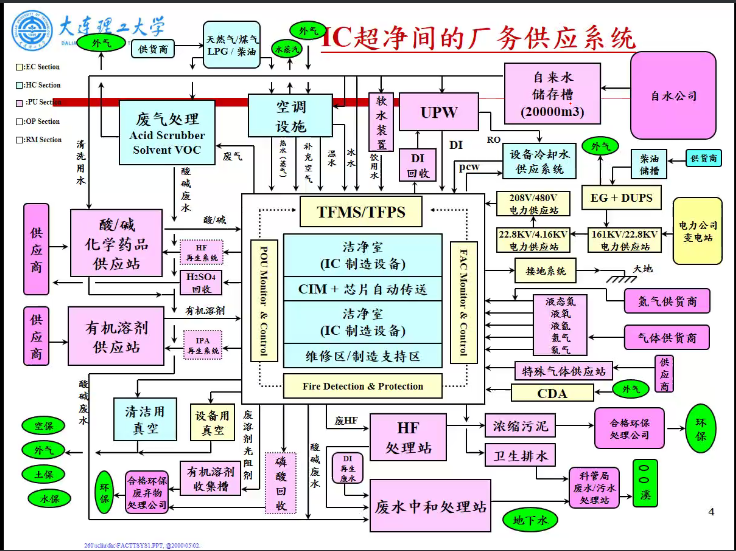 大连理工大学
IC超净间的厂务供应系统
外气
供货商
天然气/煤气
LPG / 柴油
水蒸汽
外气
:EC Section
:HC Section
:PU Section
:OP Section
:RM Section
废气处理
Acid Scrubber
Solvent VOC
空调
设施
软
水
装
置
UPW
自来水
储存槽
(20000m3)
自水公司
清
洗
用
水
废气
酸
碱
废
水
热
水
补
充
空
气
温
水
冰
水
饮
用
水
DI
回收
DI
RO
pcw
设备冷却水
供应系统
外气
柴油
储槽
供货商
供
应
商
酸/碱
化学药品
供应站
酸/碱
HF
再生系统
H2SO4
回收
TFMS/TFPS
208V/480V
电力供应站
EG + DUPS
22.8KV/4.16KV
电力供应站
161KV/22.8KV
电力供应站
电力公司
变电站
POU Monitor & Control
洁净室
(IC 制造设备)
CIM + 芯片自动传送
洁净室
(IC 制造设备)
维修区/制造支持区
FAC Monitor & Control
Fire Detection & Protection
接地系统
大地
供
应
商
有机溶剂
供应站
有机溶剂
IPA
再生系统
液态氮
液氧
液氩
氦气
氢气
氮气供货商
气体供货商
特殊气体供应站
供
应
商
CDA
外气
酸
碱
废
水
清洁用
真空
设备用
真空
废
溶
剂
光
阻
剂
空保
外气
土保
水保
环
保
合格环保
废弃物
处理公司
有机溶剂
收集槽
磷
酸
回
收
酸
碱
废
水
废HF
HF
处理站
DI
再生
废水
废水中和处理站
浓缩污泥
卫生排水
合格环保
处理公司
环
保
科管局
废水/污水
处理站
溪
地下水
4